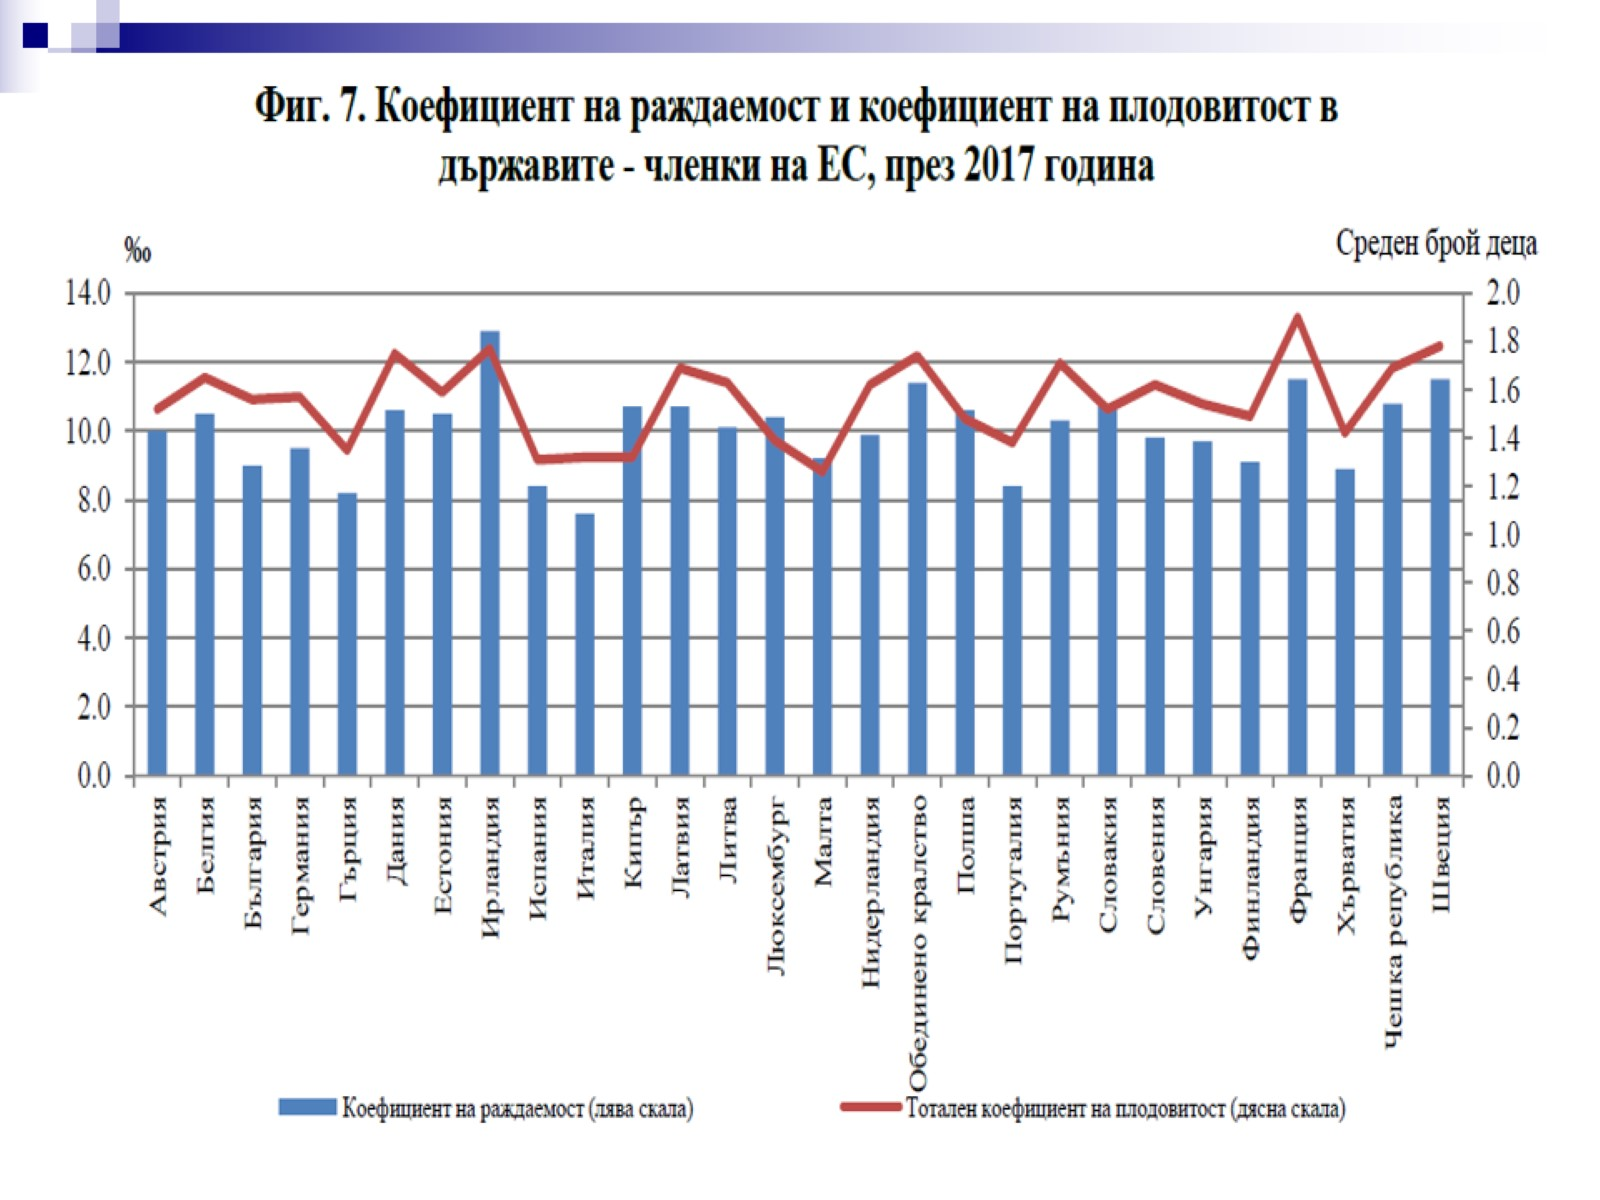 Фиг. 7. Коефициент на раждаемост и коефициент на плодовитост в
държавите - членки на ЕС, през 2017 година
‰
Среден брой деца
14.0
12.0
10.0
8.0
6.0
4.0
2.0
0.0
2.0
1.8
1.6
1.4
1.2
1.0
0.8
0.6
0.4
0.2
0.0
Австрия
Белгия
България
Германия
Гърция
Дания
Естония
Ирландия
Испания
Италия
Кипър
Латвия
Литва
Люксембург
Малта
Нидерландия
Обединено кралство
Полша
Португалия
Румъния
Словакия
Словения
Унгария
Финландия
Франция
Хърватия
Чешка република
Швеция
Коефициент на раждаемост (лява скала)
Тотален коефициент на плодовитост (дясна скала)